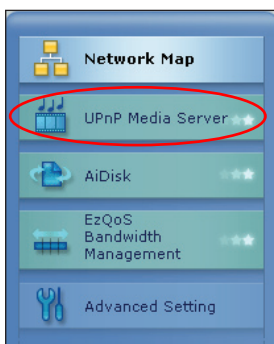 Network Map
UPnP Media Server
AiDisk
EzQoS
Bandwidth
Management
Advanced Setting